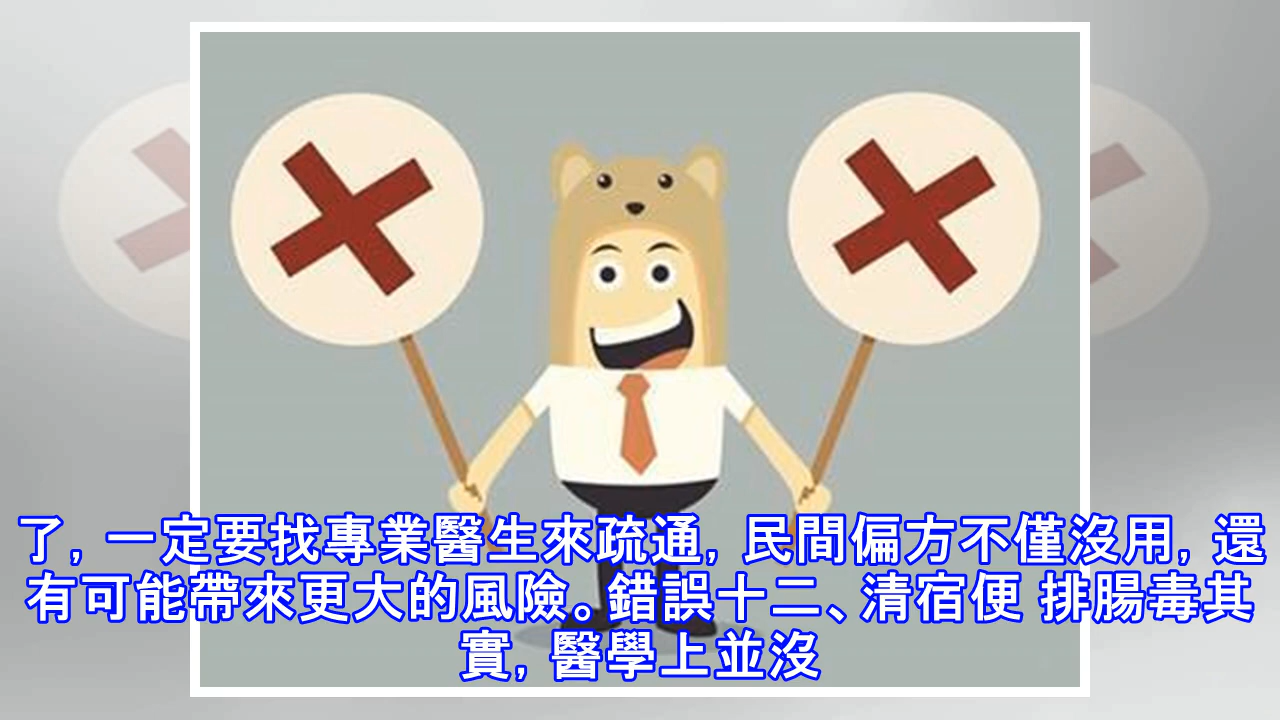 了, 一定要找專業醫生來疏通, 民間偏方不僅沒用, 還
有可能帶來更大的風險。錯誤十二、清宿便 排腸毒其
實, 醫學上並沒